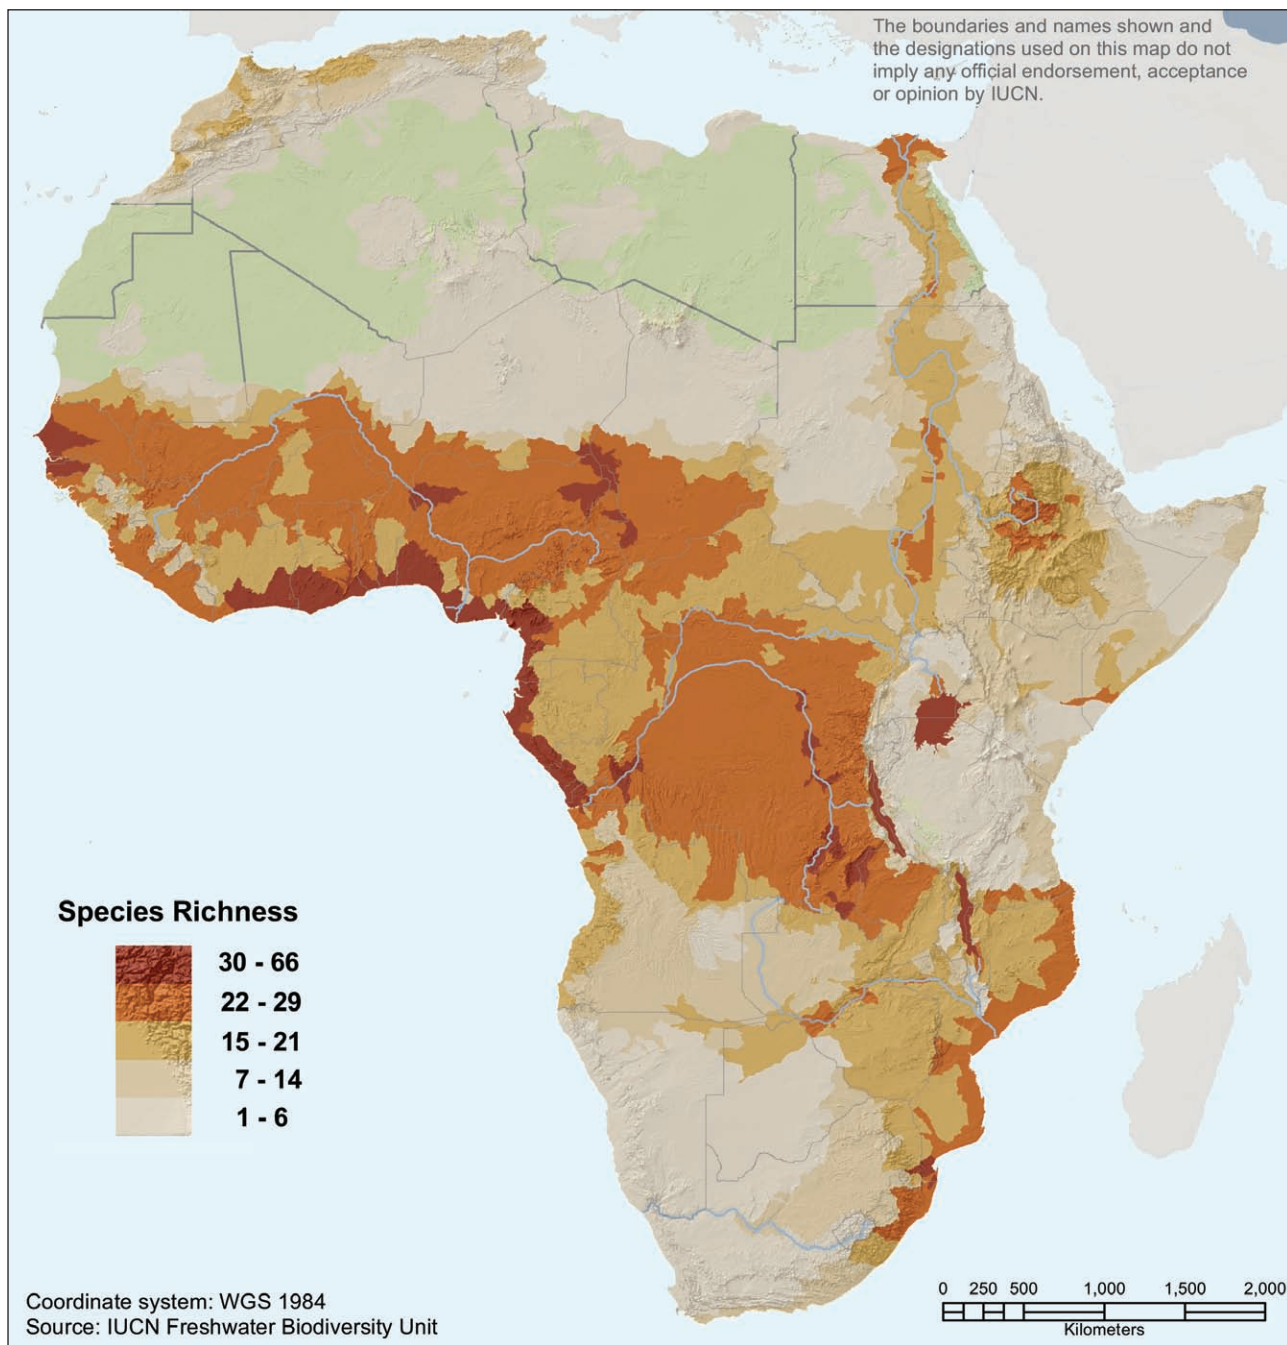 The boundaries and names shown and
the designations used on this map do not
imply any official endorsement, acceptance
or opinion by IUCN.
Species Richness
30 - 66
22 - 29
15 - 21
7 - 14
1 - 6
Coordinate system: WGS 1984
Source: IUCN Freshwater Biodiversity Unit
0 250 500 1,000 1,500 2,000
Kilometers